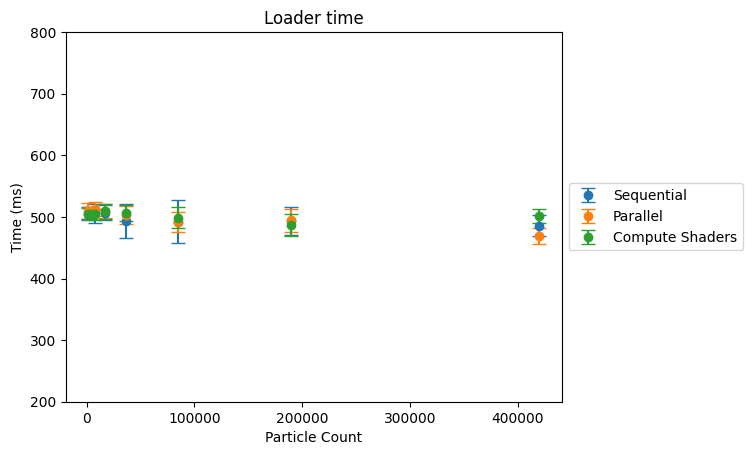 Loader time
800
700
600
500
400
300
200
Time (ms)
0
100000
200000
300000
400000
Particle Count
Sequential
Parallel
Compute Shaders